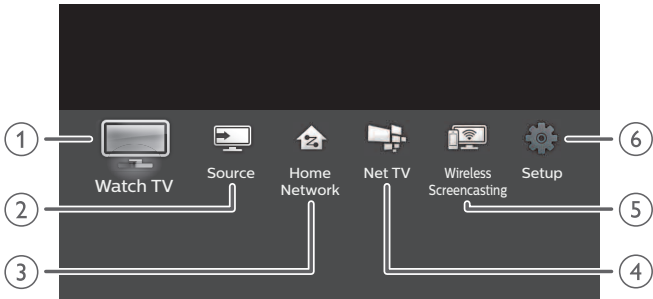 1
Watch TV
2
Source
3
Home
Network
4
Net TV
5
Wireless
Screencasting
6
Setup